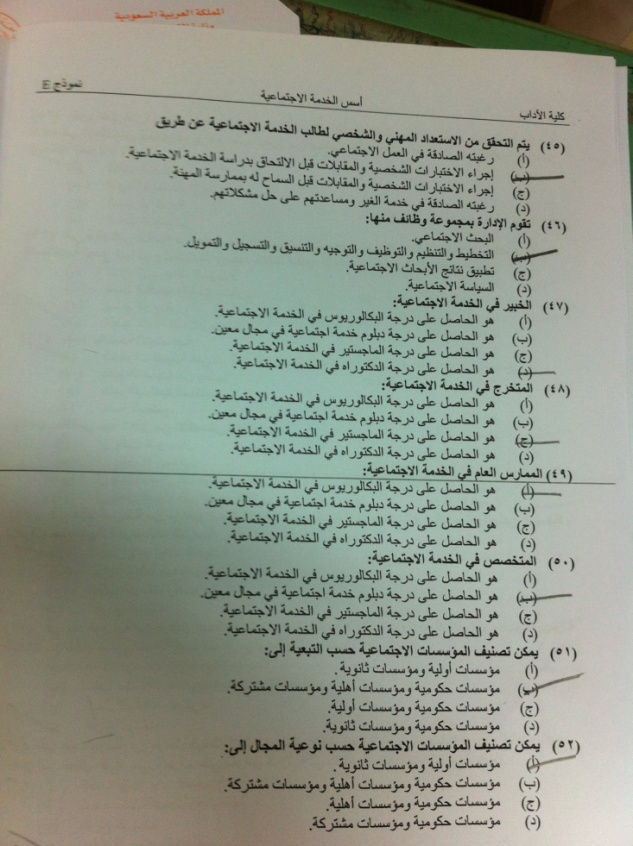 المملكة العربية السعودية
كلية الآداب
أسس الخدمة الاجتماعية
نموذج E
(٤٥) يتم التحقق من الاستعداد المهني والشخصي لطالب الخدمة الاجتماعية عن طريق
(أ) رغبته الصادقة في العمل الاجتماعي.
(ب) إجراء الاختبارات الشخصية والمقابلات قبل الالتحاق بدراسة الخدمة الاجتماعية.
(ج) إجراء الاختبارات الشخصية والمقابلات قبل السماح له بممارسة المهنة.
(د) رغبته الصادقة في خدمة الغير ومساعدتهم على حل مشكلاتهم.
(٤٦) تقوم الإدارة بمجموعة وظائف منها:
(أ) البحث الاجتماعي.
(ب) التخطيط والتنظيم والتوظيف والتوجيه والتنسيق والتسجيل والتمويل.
(ج) تطبيق نتائج الأبحاث الاجتماعية.
(د) السياسة الاجتماعية.
(٤٧) الخبير في الخدمة الاجتماعية:
(أ) هو الحاصل على درجة البكالوريوس في الخدمة الاجتماعية.
(ب) هو الحاصل على درجة دبلوم خدمة اجتماعية في مجال معين.
(ج) هو الحاصل على درجة الماجستير في الخدمة الاجتماعية.
(د) هو الحاصل على درجة الدكتوراه في الخدمة الاجتماعية.
(٤٨) المتخرج في الخدمة الاجتماعية:
(أ) هو الحاصل على درجة البكالوريوس في الخدمة الاجتماعية.
(ب) هو الحاصل على درجة دبلوم خدمة اجتماعية في مجال معين.
(ج) هو الحاصل على درجة الماجستير في الخدمة الاجتماعية.
(د) هو الحاصل على درجة الدكتوراه في الخدمة الاجتماعية.
(٤٩) الممارس العام في الخدمة الاجتماعية:
(أ) هو الحاصل على درجة البكالوريوس في الخدمة الاجتماعية.
(ب) هو الحاصل على درجة دبلوم خدمة اجتماعية في مجال معين.
(ج) هو الحاصل على درجة الماجستير في الخدمة الاجتماعية.
(د) هو الحاصل على درجة الدكتوراه في الخدمة الاجتماعية.
(٥٠) المتخصص في الخدمة الاجتماعية:
(أ) هو الحاصل على درجة البكالوريوس في الخدمة الاجتماعية.
(ب) هو الحاصل على درجة دبلوم خدمة اجتماعية في مجال معين.
(ج) هو الحاصل على درجة الماجستير في الخدمة الاجتماعية.
(د) هو الحاصل على درجة الدكتوراه في الخدمة الاجتماعية.
(٥١) يمكن تصنيف المؤسسات الاجتماعية حسب التبعية إلى:
(أ) مؤسسات أولية ومؤسسات ثانوية.
(ب) مؤسسات حكومية ومؤسسات أهلية ومؤسسات مشتركة.
(ج) مؤسسات حكومية ومؤسسات أولية.
(د) مؤسسات حكومية ومؤسسات ثانوية.
(٥٢) يمكن تصنيف المؤسسات الاجتماعية حسب نوعية المجال إلى:
(أ) مؤسسات أولية ومؤسسات ثانوية.
(ب) مؤسسات حكومية ومؤسسات أهلية ومؤسسات مشتركة.
(ج) مؤسسات حكومية ومؤسسات أهلية.
(د) مؤسسات حكومية ومؤسسات مشتركة.